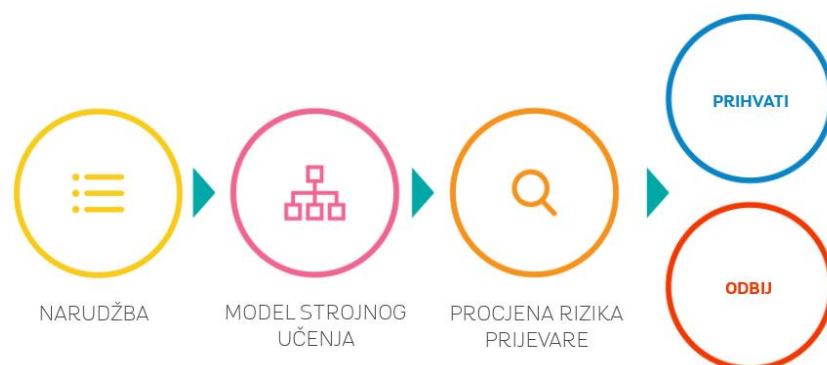 NARUDŽBA
MODEL STROJNOG
UČENJA
PROCJENA RIZIKA
PRIJEVARE
PRIHVATI
ODBIJ